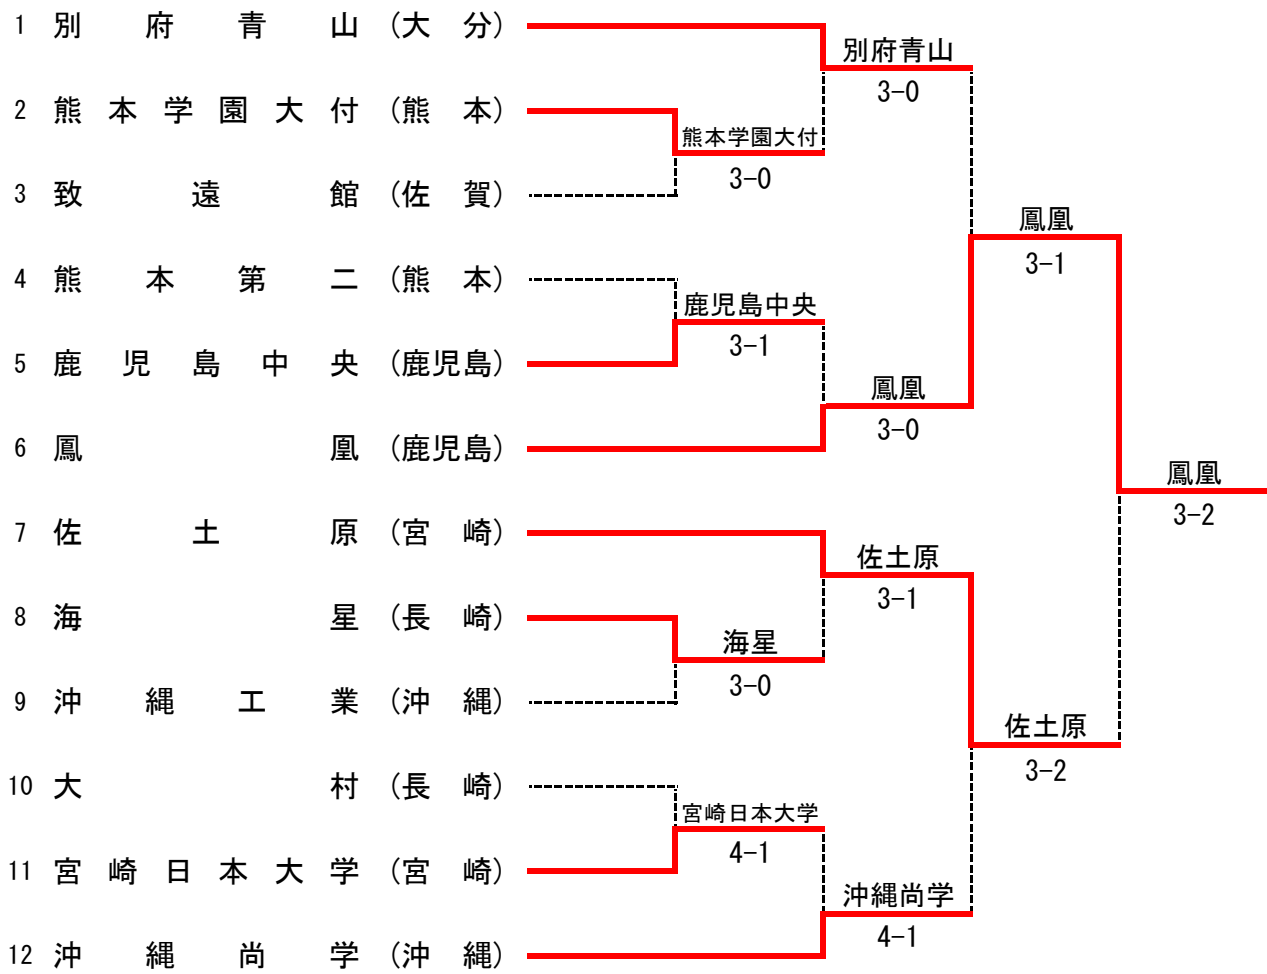 1 別府青山 (大分)
2 熊本学園大付 (熊本)
3 致遠館 (佐賀)
4 熊本第二 (熊本)
5 鹿児島中央 (鹿児島)
6 鳳凰 (鹿児島)
7 佐土原 (宮崎)
8 海星 (長崎)
9 沖縄工業 (沖縄)
10 大村 (長崎)
11 宮崎日本大学 (宮崎)
12 沖縄尚学 (沖縄)
熊本学園大付
3-0
鹿児島中央
3-1
海星
3-0
宮崎日本大学
4-1
別府青山
3-0
鳳凰
3-0
佐土原
3-1
沖縄尚学
4-1
鳳凰
3-1
佐土原
3-2
鳳凰
3-2